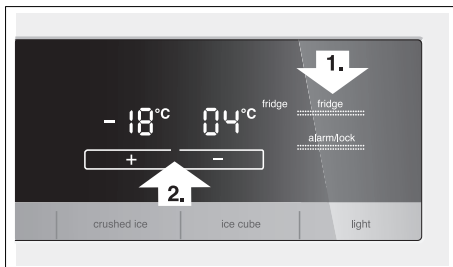 1.
fridge
-18°C 04°C fridge
alarm/lock
+ −
2.
crushed ice ice cube light